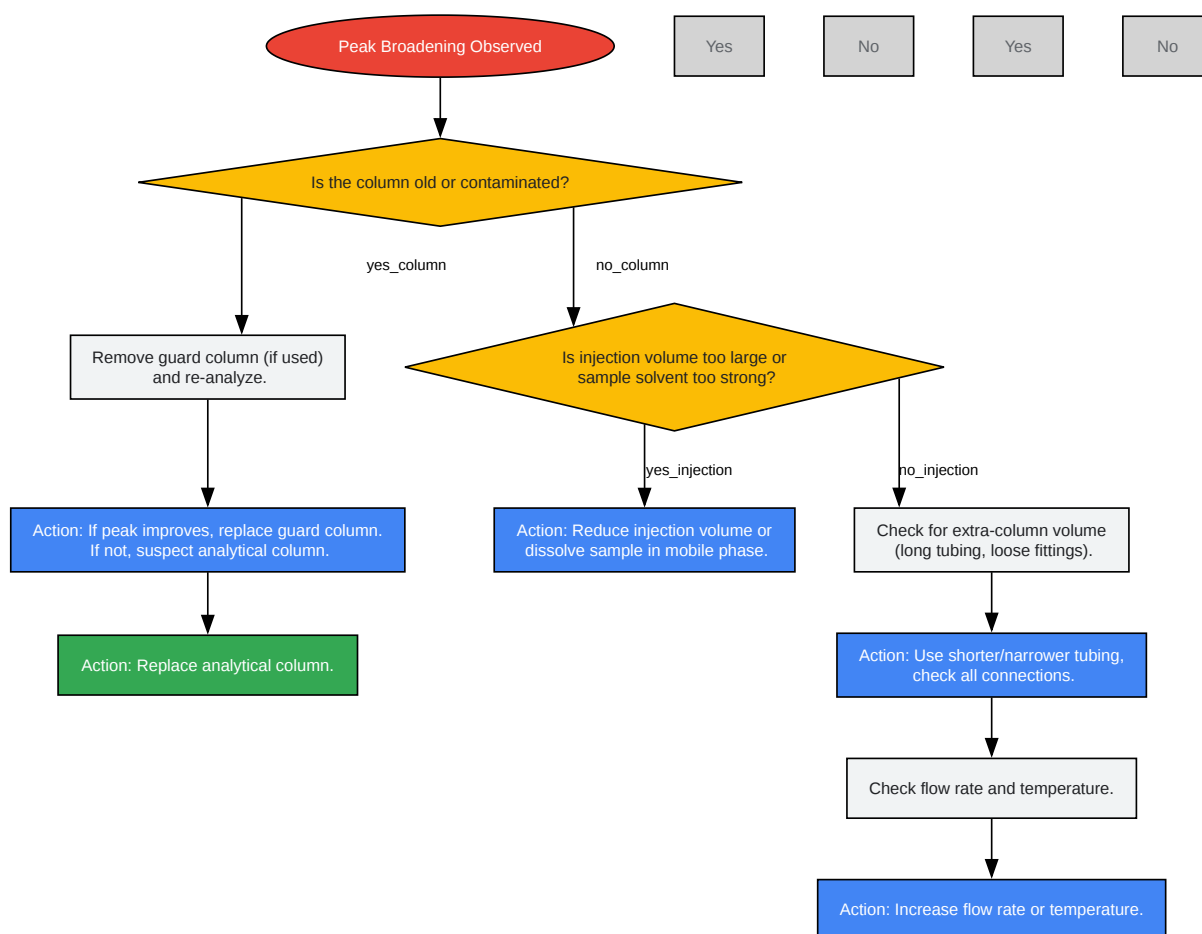 Peak Broadening Observed
Yes
No
Yes
No
Is the column old or contaminated?
yes_column
no_column
Remove guard column (if used)
and re-analyze.
Is injection volume too large or
sample solvent too strong?
yes_injection
no_injection
Action: If peak improves, replace guard column.
If not, suspect analytical column.
Action: Reduce injection volume or
dissolve sample in mobile phase.
Check for extra-column volume
(long tubing, loose fittings).
Action: Replace analytical column.
Action: Use shorter/narrower tubing,
check all connections.
Check flow rate and temperature.
Action: Increase flow rate or temperature.